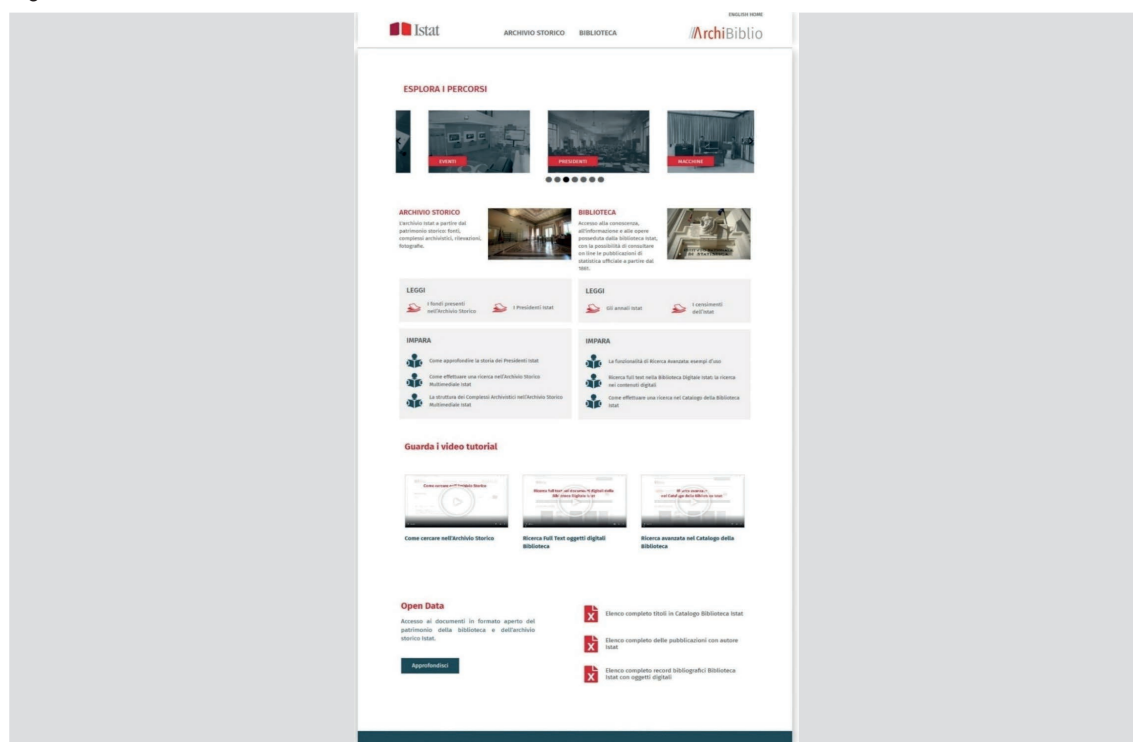 ENGLISH HOME
Istat
ARCHIVIO STORICO
BIBLIOTECA
//ArchiBiblio
ESPLORA I PERCORSI
EVENTI
PRESIDENTI
MACCHINE
ARCHIVIO STORICO
L'archivio Istat a partire dal
patrimonio storico: fonti,
complessi archivistici, rilevazioni,
fotografie.
BIBLIOTECA
Accesso alla conoscenza,
all'informazione e alle opere
possedute dalla biblioteca Istat,
con la possibilità di consultare
on line le pubblicazioni di
statistica ufficiale a partire dal
LEGGI
I fondi presenti
nell'Archivio Storico
I Presidenti Istat
LEGGI
Gli annali Istat
I censimenti
dell'Istat
IMPARA
Come approfondire la storia dei Presidenti Istat
Come effettuare una ricerca nell'Archivio Storico
Multimediale Istat
La struttura dei Complessi Archivistici nell'Archivio Storico
Multimediale Istat
IMPARA
Le funzionalità di Ricerca Avanzata: esempi d'uso
Ricerca full text nella Biblioteca Digitale Istat: la ricerca
nei contenuti digitali
Come effettuare una ricerca nel Catalogo della Biblioteca
Istat
Guarda i video tutorial
Come cercare nell'Archivio Storico
Come cercare nell'Archivio Storico
Ricerca Full Text oggetti digitali
Biblioteca
Ricerca avanzata nel Catalogo della
Biblioteca
Open Data
Accesso ai documenti in formato aperto del
patrimonio della biblioteca e dell'archivio
storico Istat.
Approfondisci
Elenco completo titoli in Catalogo Biblioteca Istat
Elenco completo delle pubblicazioni con autore
Istat
Elenco completo record bibliografici Biblioteca
Istat con oggetti digitali